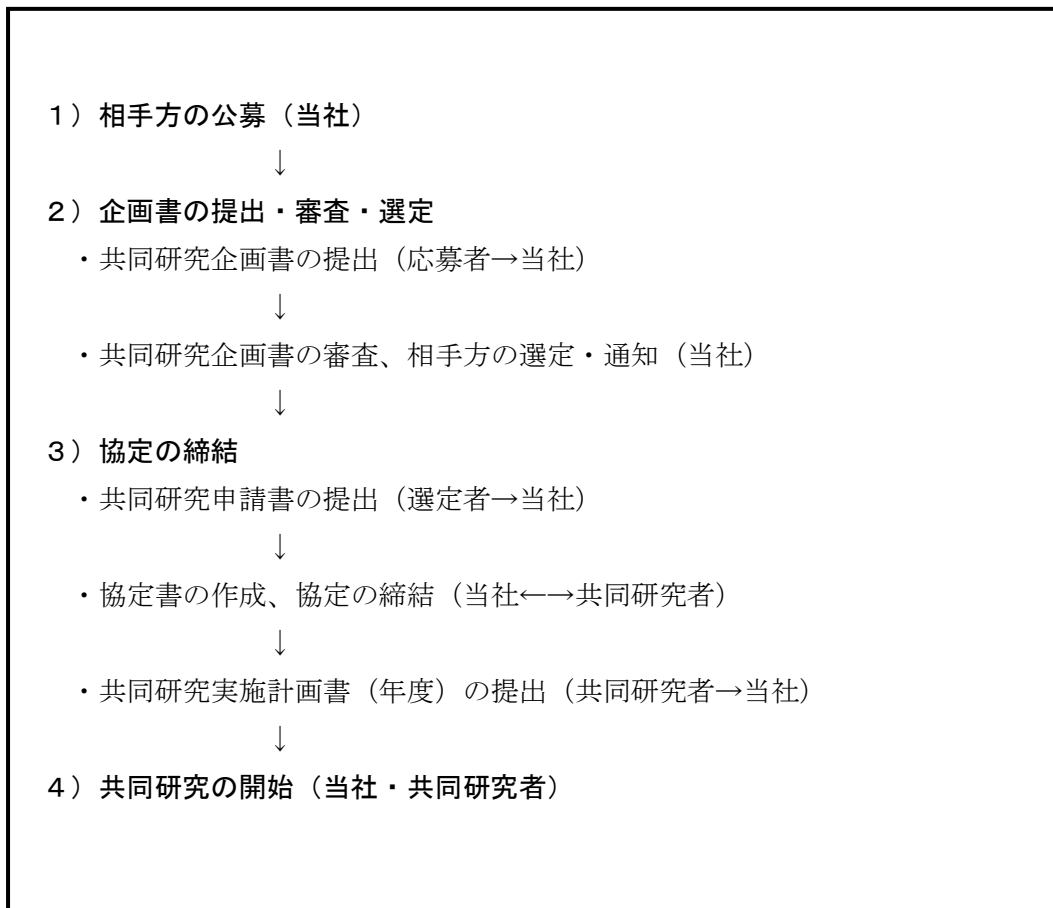 １）相手方の公募（当社）
↓
２）企画書の提出・審査・選定
・共同研究企画書の提出（応募者→当社）
↓
・共同研究企画書の審査、相手方の選定・通知（当社）
↓
３）協定の締結
・共同研究申請書の提出（選定者→当社）
↓
・協定書の作成、協定の締結（当社←→共同研究者）
↓
・共同研究実施計画書（年度）の提出（共同研究者→当社）
↓
４）共同研究の開始（当社・共同研究者）